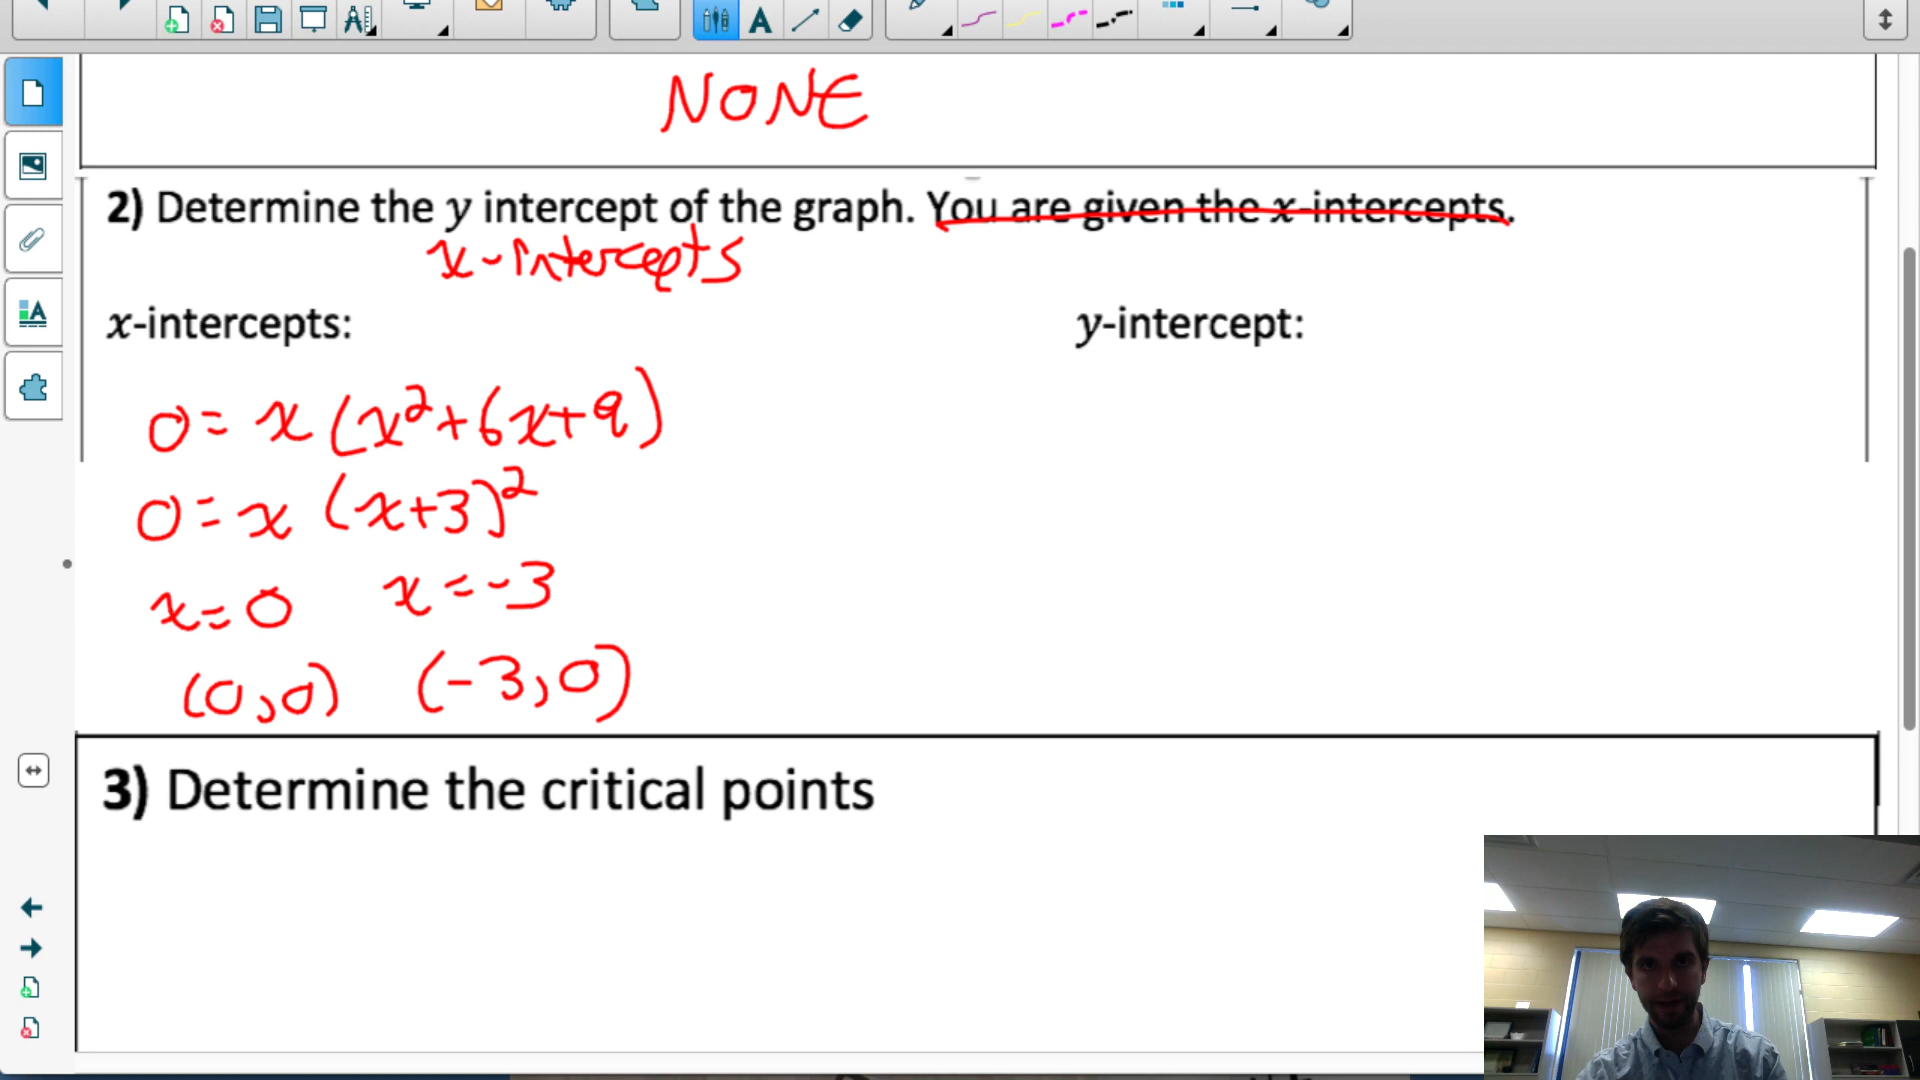 NONE
2) Determine the y intercept of the graph. You are given the x-intercepts.
x-intercepts
x-intercepts: y-intercept:
0 = x (x²+6x+9)
0 = x (x+3)²
x = 0 x = -3
(0,0) (-3,0)
3) Determine the critical points